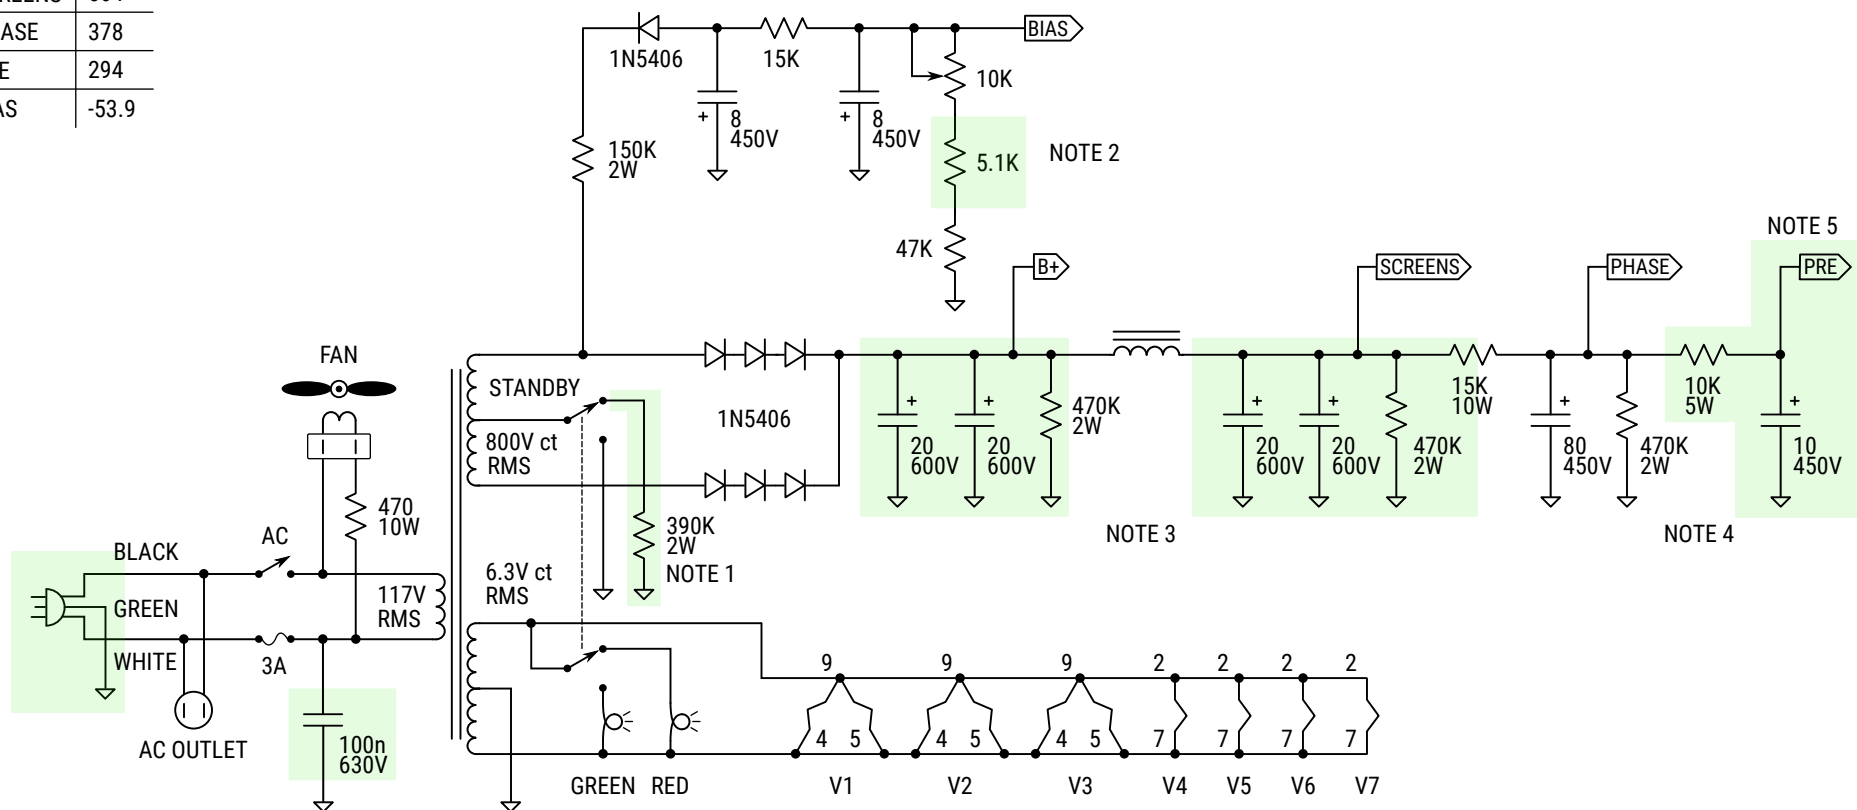 ASE 378
E 294
AS -53.9
BIAS
1N5406
15K
10K
+ 8
450V
+ 8
450V
150K
2W
5.1K
NOTE 2
47K
NOTE 5
B+
SCREENS
PHASE
PRE
FAN
STANDBY
800V ct
RMS
1N5406
+
20
600V
+
20
600V
470K
2W
+
20
600V
+
20
600V
470K
2W
15K
10W
+
80
450V
470K
2W
10K
5W
+
10
450V
470
10W
390K
2W
NOTE 1
NOTE 3
NOTE 4
BLACK
AC
GREEN
117V
RMS
6.3V ct
RMS
WHITE
3A
AC OUTLET
100n
630V
GREEN RED
9 9 9 2 2 2 2
4 5 4 5 4 5 7 7 7 7
V1 V2 V3 V4 V5 V6 V7